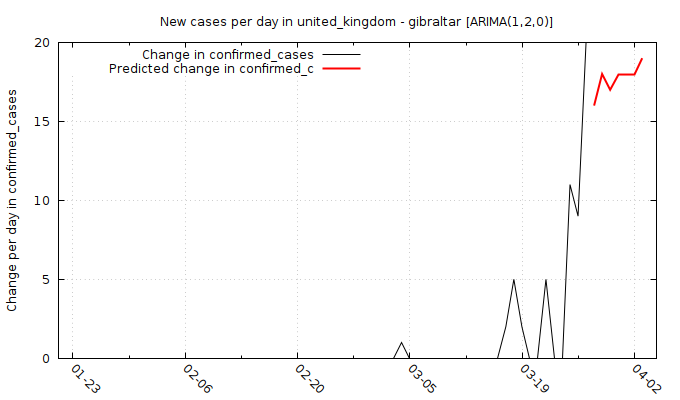 New cases per day in united_kingdom - gibraltar [ARIMA(1,2,0)]
Change in confirmed_cases
Predicted change in confirmed_c
Change per day in confirmed_cases
20
15
10
5
0
01-23
02-06
02-20
03-05
03-19
04-02